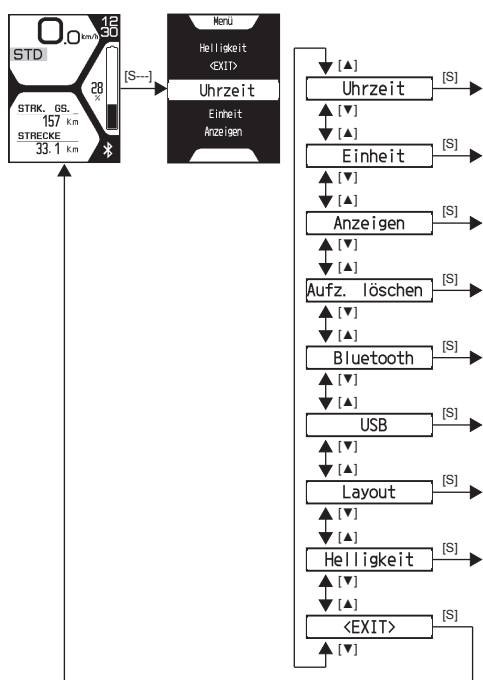 0.0 km/h
12
30
STD
28
%
STRK. GS.
157 Km
STRECKE
33.1 Km
[S---]
Menü
Helligkeit
<EXIT>
Uhrzeit
Einheit
Anzeigen
[▲]
Uhrzeit [S]
[▼]
[▲]
Einheit [S]
[▼]
[▲]
Anzeigen [S]
[▼]
[▲]
Aufz. löschen [S]
[▼]
[▲]
Bluetooth [S]
[▼]
[▲]
USB [S]
[▼]
[▲]
Layout [S]
[▼]
[▲]
Helligkeit [S]
[▼]
[▲]
<EXIT> [S]
[▼]